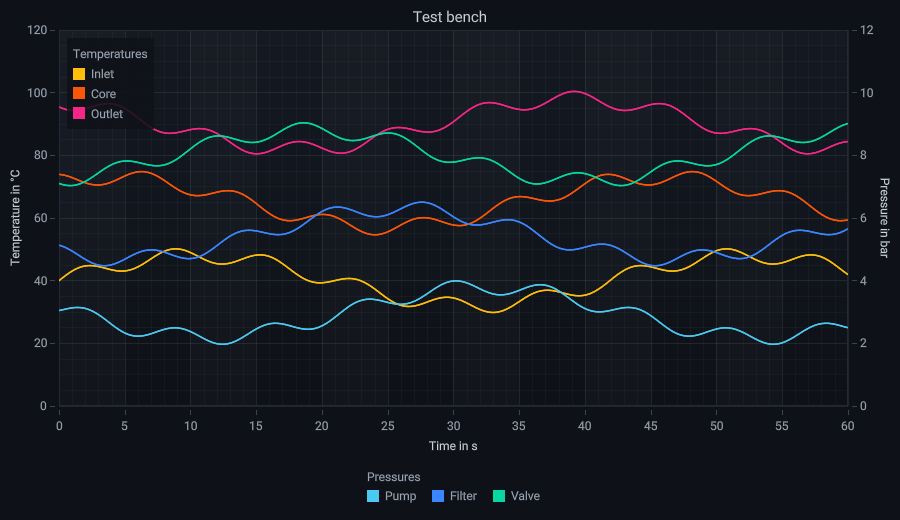 Test bench
120
100
80
60
40
20
0
Temperature in °C
Temperatures
Inlet
Core
Outlet
12
10
8
6
4
2
0
Pressure in bar
0 5 10 15 20 25 30 35 40 45 50 55 60
Time in s
Pressures
Pump Filter Valve